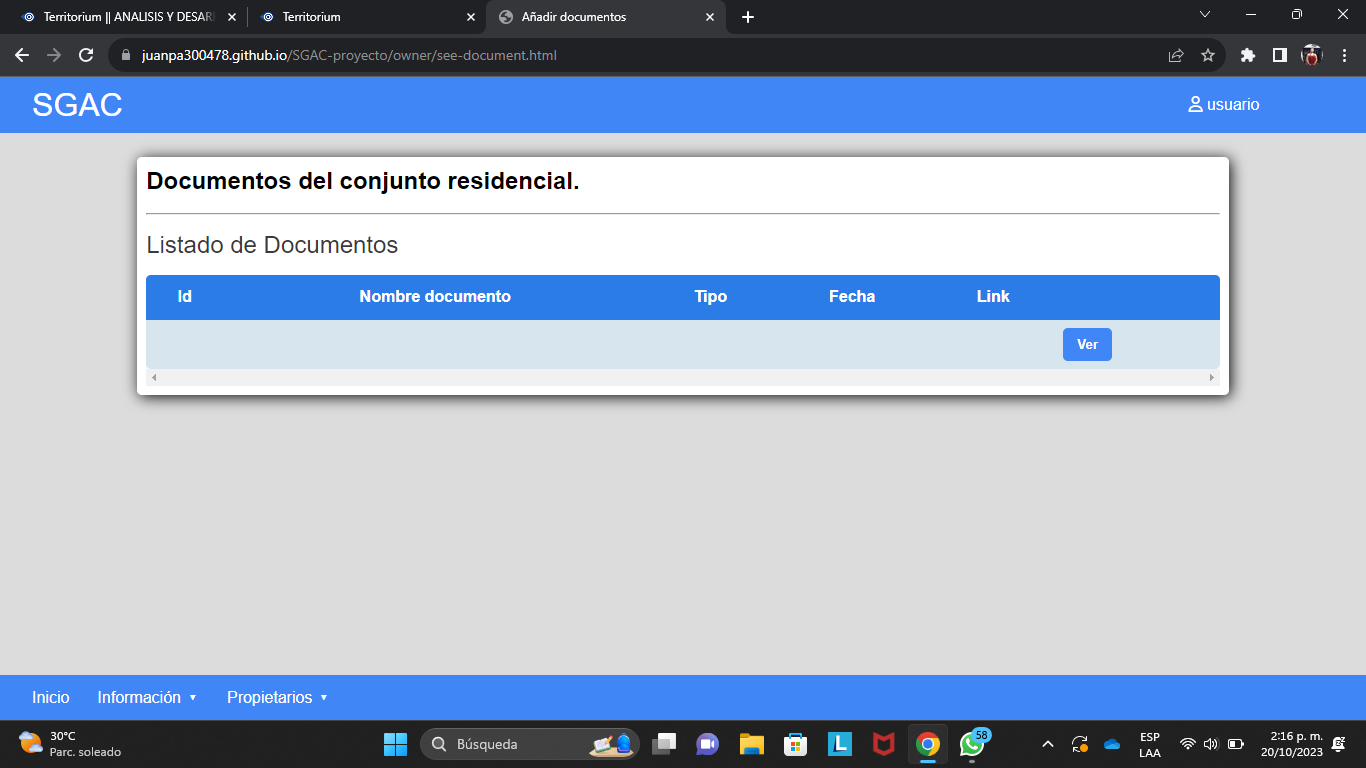 Territorium || ANALISIS Y DESAR
Territorium
Añadir documentos
juanpa300478.github.io/SGAC-proyecto/owner/see-document.html
SGAC
usuario
Documentos del conjunto residencial.
Listado de Documentos
Id Nombre documento Tipo Fecha Link
Ver
Inicio Información Propietarios
30°C
Parc. soleado
Búsqueda
L
58
ESP
LAA
2:16 p. m.
20/10/2023